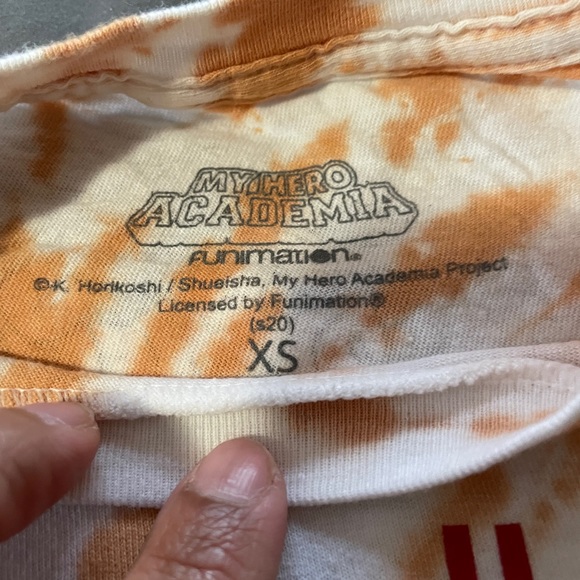 MY HERO
ACADEMIA
FUNIMATION®
©K. Horikoshi / Shueisha, My Hero Academia Project
Licensed by Funimation®
(s20)
XS